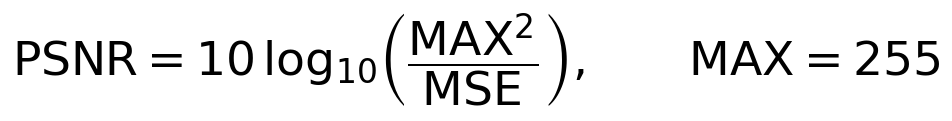 PSNR = 10 log₁₀(MAX²/MSE), MAX = 255